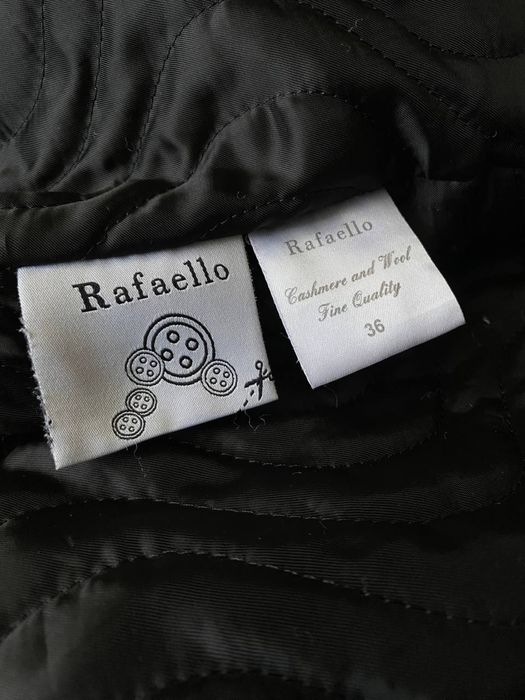 Rafaello
Rafaello
Cashmere and Wool
Fine Quality
36